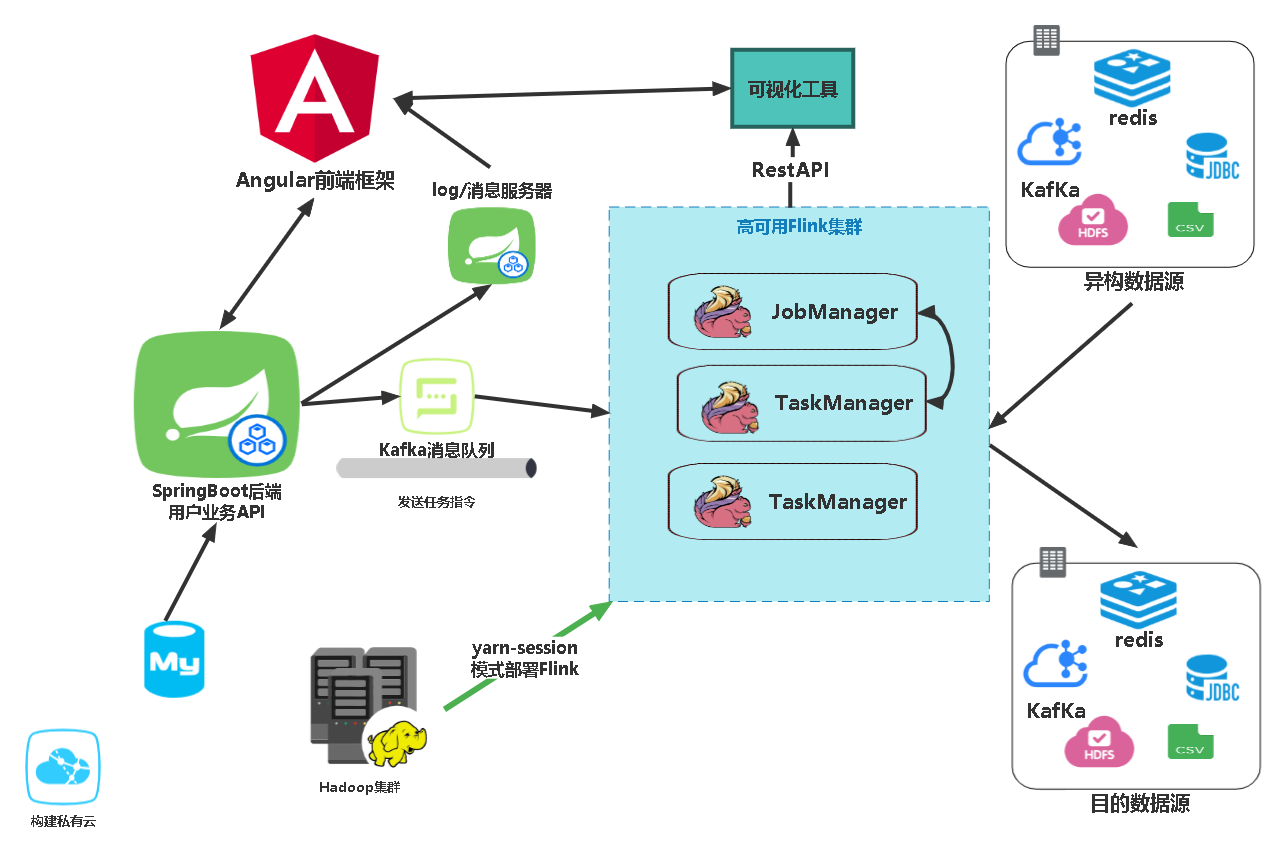 可视化工具
redis
KafKa
JDBC
HDFS
CSV
异构数据源
Angular前端框架
log/消息服务器
RestAPI
高可用Flink集群
JobManager
TaskManager
TaskManager
Kafka消息队列
发送任务指令
SpringBoot后端
用户业务API
My
yarn-session
模式部署Flink
Hadoop集群
构建私有云
redis
KafKa
JDBC
HDFS
CSV
目的数据源